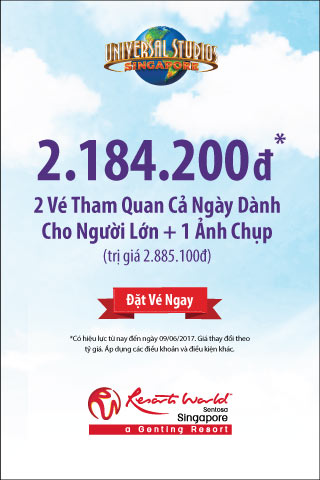 UNIVERSAL STUDIOS
SINGAPORE
2.184.200đ*
2 Vé Tham Quan Cả Ngày Dành
Cho Người Lớn + 1 Ảnh Chụp
(trị giá 2.885.100đ)
Đặt Vé Ngay
*Có hiệu lực từ nay đến ngày 09/06/2017. Giá thay đổi theo
tỷ giá. Áp dụng các điều khoản và điều kiện khác.
Resorts World
Sentosa
Singapore
a Genting Resort